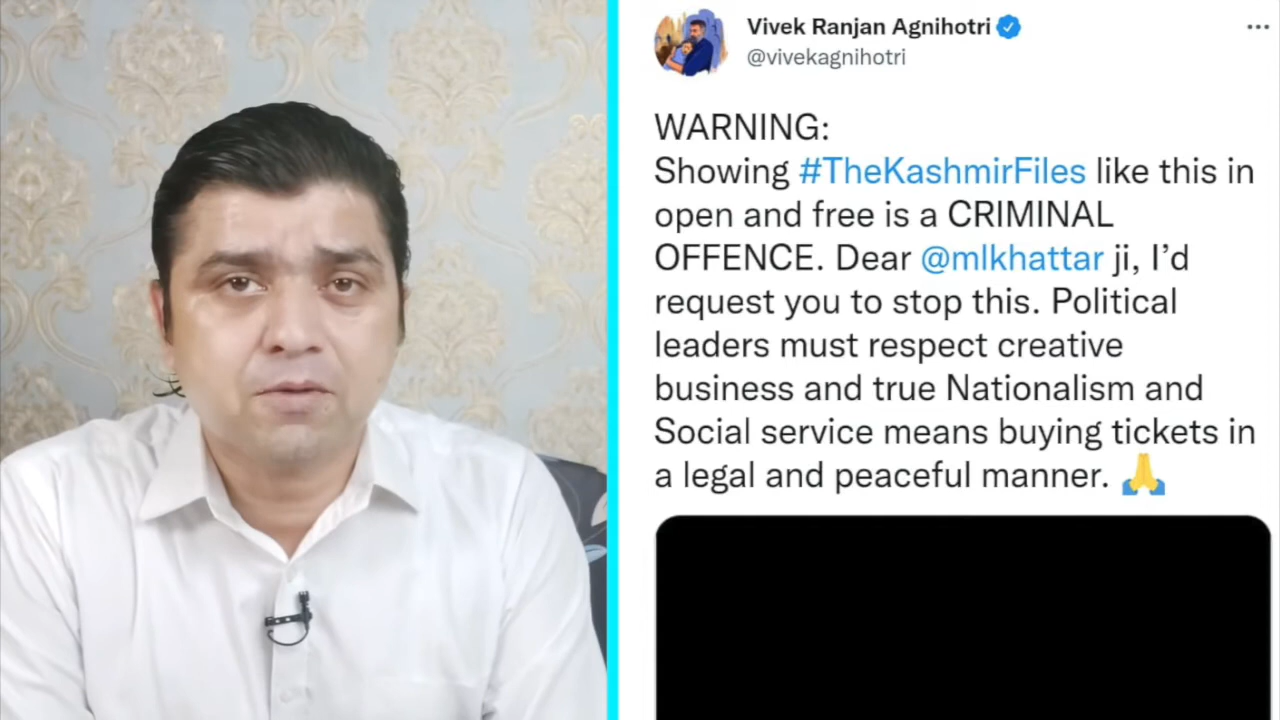 Vivek Ranjan Agnihotri
@vivekagnihotri
WARNING:
Showing #TheKashmirFiles like this in
open and free is a CRIMINAL
OFFENCE. Dear @mlkhattar ji, I’d
request you to stop this. Political
leaders must respect creative
business and true Nationalism and
Social service means buying tickets in
a legal and peaceful manner. 🙏